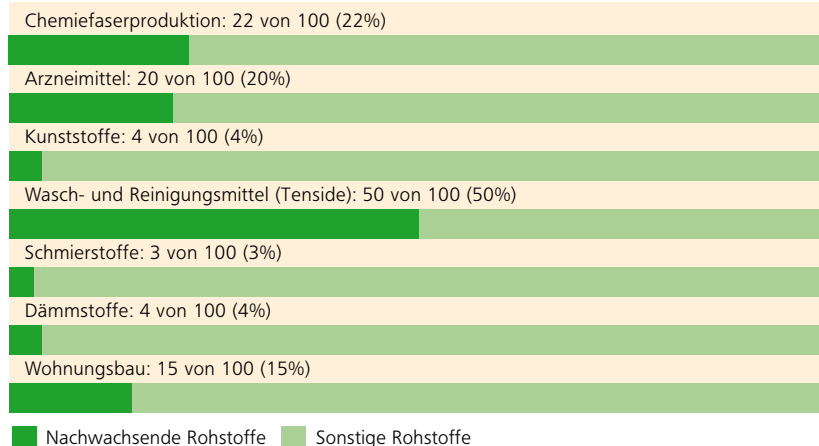 Chemiefaserproduktion: 22 von 100 (22%)
Arzneimittel: 20 von 100 (20%)
Kunststoffe: 4 von 100 (4%)
Wasch- und Reinigungsmittel (Tenside): 50 von 100 (50%)
Schmierstoffe: 3 von 100 (3%)
Dämmstoffe: 4 von 100 (4%)
Wohnungsbau: 15 von 100 (15%)
Nachwachsende Rohstoffe Sonstige Rohstoffe